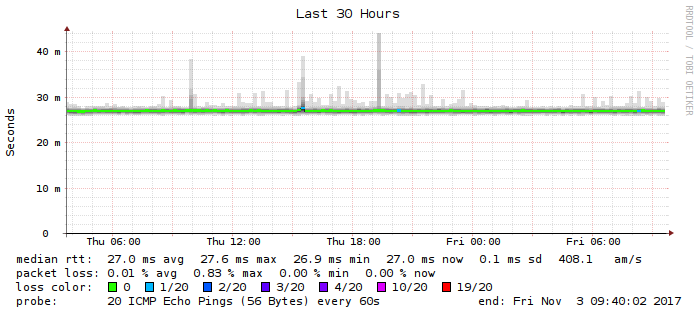 Last 30 Hours
RRDTOOL / TOBI OETIKER
Seconds
40 m
30 m
20 m
10 m
0
Thu 06:00 Thu 12:00 Thu 18:00 Fri 00:00 Fri 06:00
median rtt: 27.0 ms avg 27.6 ms max 26.9 ms min 27.0 ms now 0.1 ms sd 408.1 am/s
packet loss: 0.01 % avg 0.83 % max 0.00 % min 0.00 % now
loss color: 0 1/20 2/20 3/20 4/20 10/20 19/20
probe: 20 ICMP Echo Pings (56 Bytes) every 60s end: Fri Nov 3 09:40:02 2017